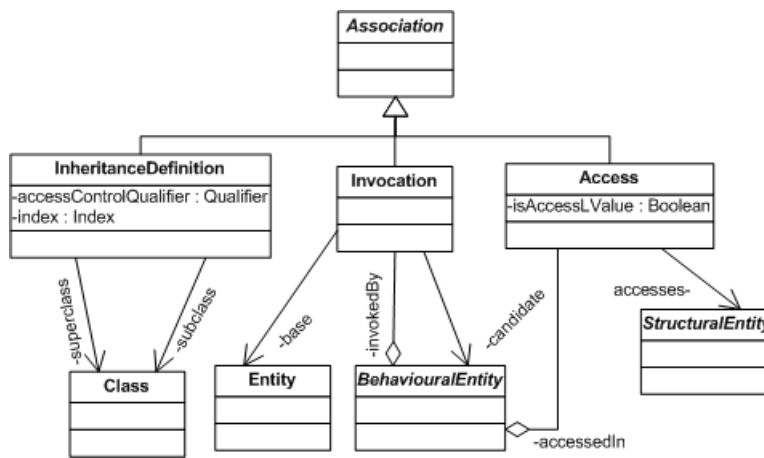 Association
InheritanceDefinition
-accessControlQualifier : Qualifier
-index : Index
Invocation
Access
-isAccessLValue : Boolean
-superclass
-subclass
-base
-invokedBy
-candidate
accesses-
StructuralEntity
Class
Entity
BehaviouralEntity
-accessedIn